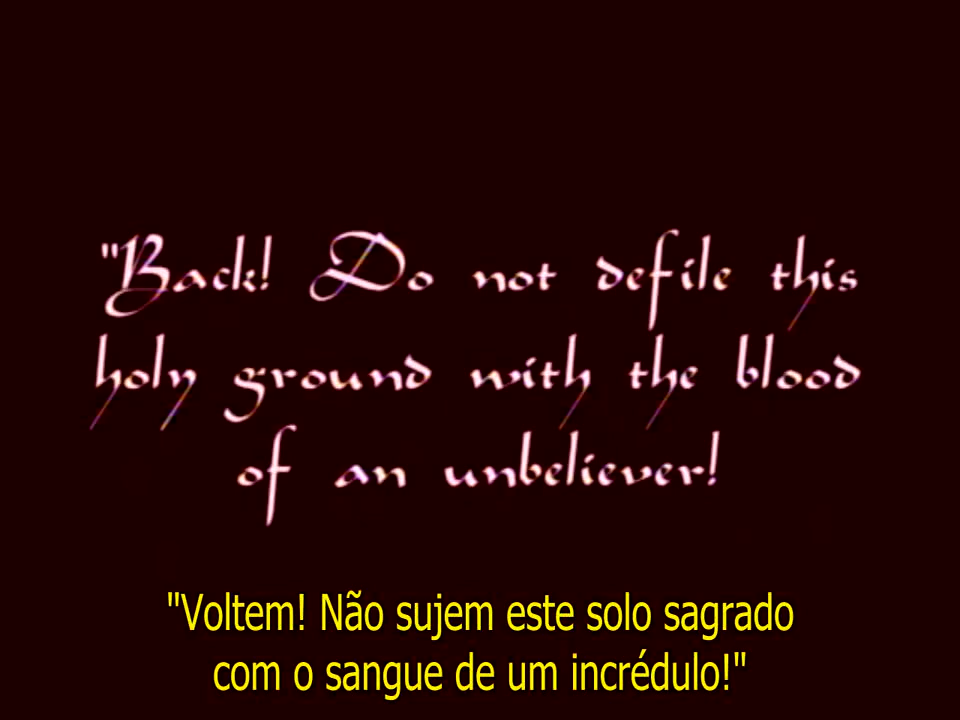 "Back! Do not defile this
holy ground with the blood
of an unbeliever!
"Voltem! Não sujem este solo sagrado
com o sangue de um incrédulo!"